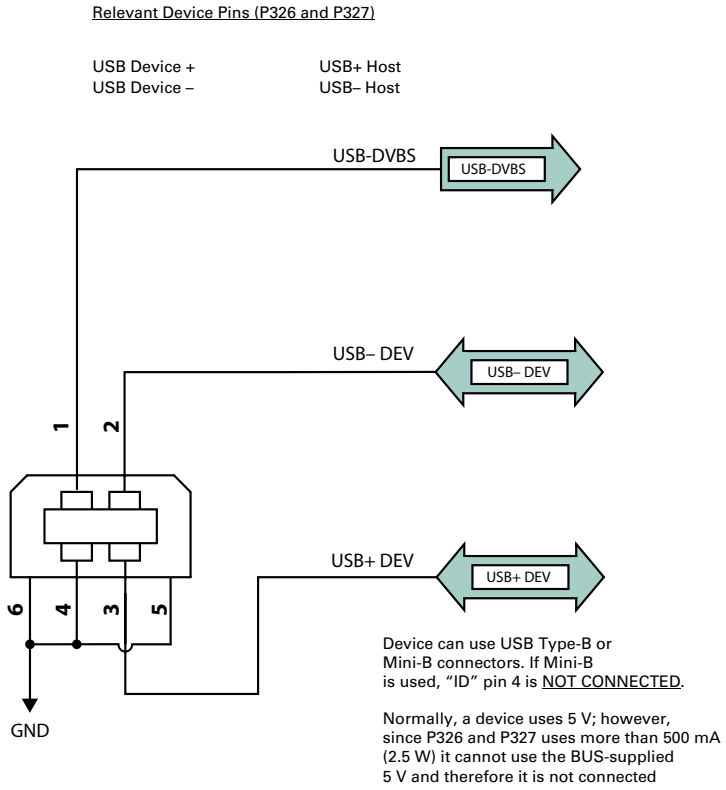 Relevant Device Pins (P326 and P327)
USB Device + USB+ Host
USB Device – USB– Host
USB-DVBS
USB-DVBS
USB– DEV
USB– DEV
1
2
USB+ DEV
USB+ DEV
6
4
3
5
GND
Device can use USB Type-B or
Mini-B connectors. If Mini-B
is used, “ID” pin 4 is NOT CONNECTED.
Normally, a device uses 5 V; however,
since P326 and P327 uses more than 500 mA
(2.5 W) it cannot use the BUS-supplied
5 V and therefore it is not connected